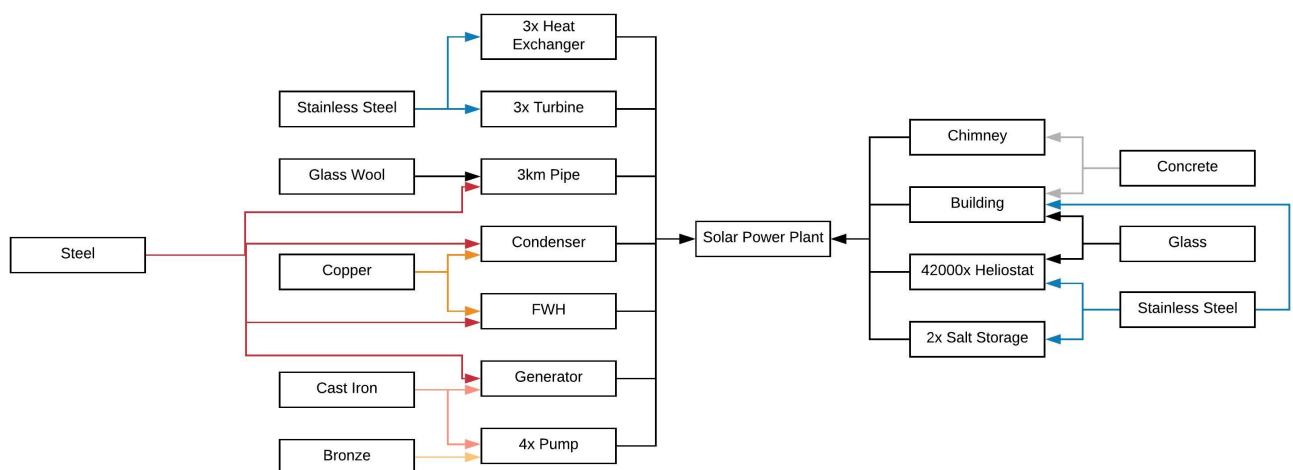 3x Heat
Exchanger
Stainless Steel
3x Turbine
Glass Wool
3km Pipe
Steel
Condenser
Copper
FWH
Cast Iron
Generator
Bronze
4x Pump
Solar Power Plant
Chimney
Concrete
Building
Glass
42000x Heliostat
Stainless Steel
2x Salt Storage